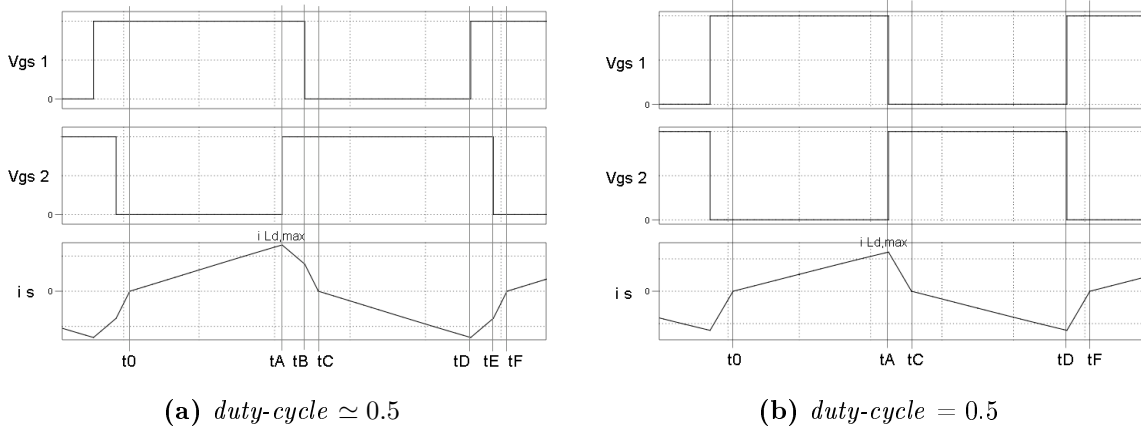 Vgs 1
0
Vgs 2
0
i Ld,max
i s
0
t0 tA tB tC tD tE tF
(a) duty-cycle ≃ 0.5
Vgs 1
0
Vgs 2
0
i Ld,max
i s
0
t0 tA tC tD tF
(b) duty-cycle = 0.5